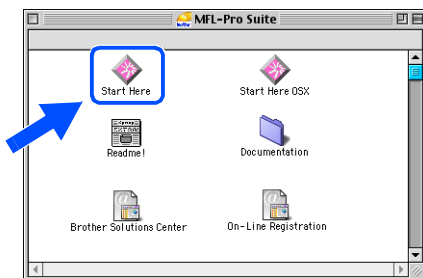 MFL-Pro Suite
Start Here
Start Here OSX
Readme!
Documentation
Brother Solutions Center
On-Line Registration